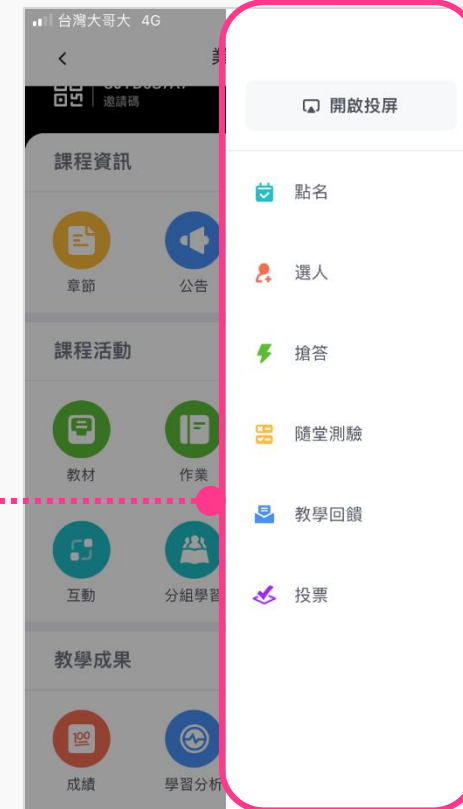 台灣大哥大 4G
邀請碼
課程資訊
章節
公告
課程活動
教材
作業
互動
分組學習
教學成果
100
成績
學習分析
開啟投屏
點名
選人
搶答
隨堂測驗
教學回饋
投票